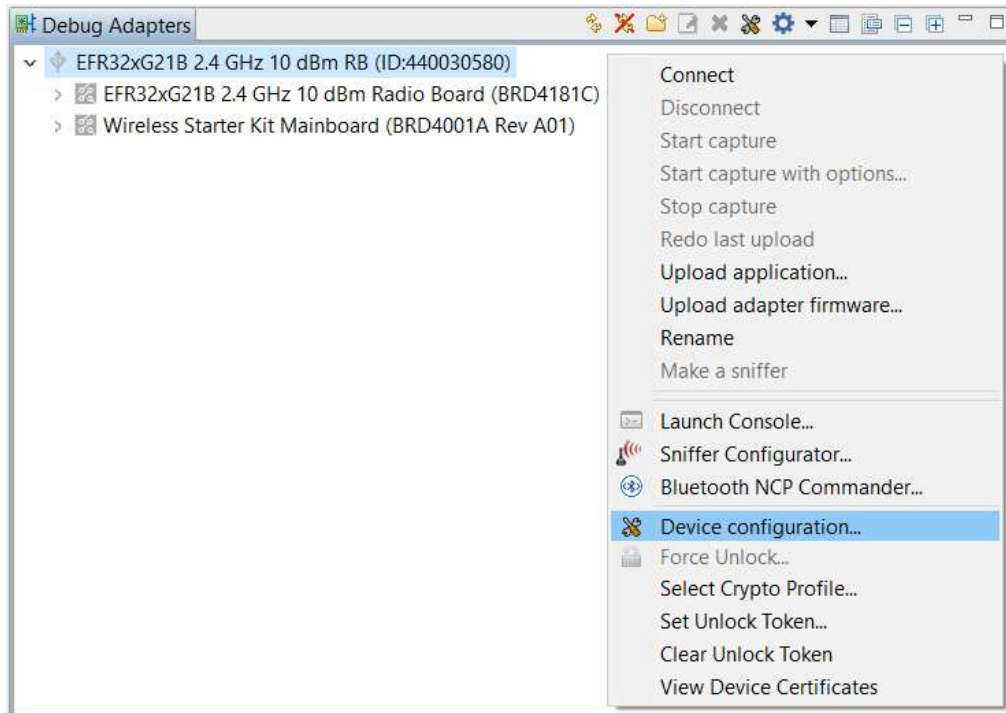 Debug Adapters
EFR32xG21B 2.4 GHz 10 dBm RB (ID:440030580)
EFR32xG21B 2.4 GHz 10 dBm Radio Board (BRD4181C)
Wireless Starter Kit Mainboard (BRD4001A Rev A01)
Connect
Disconnect
Start capture
Start capture with options...
Stop capture
Redo last upload
Upload application...
Upload adapter firmware...
Rename
Make a sniffer
Launch Console...
Sniffer Configurator...
Bluetooth NCP Commander...
Device configuration...
Force Unlock...
Select Crypto Profile...
Set Unlock Token...
Clear Unlock Token
View Device Certificates